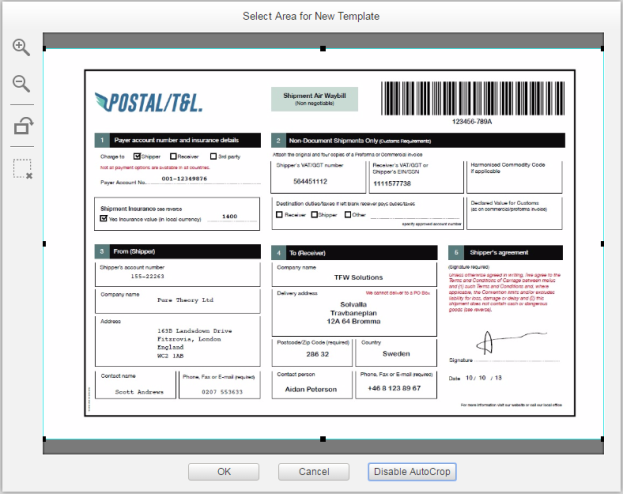 Select Area for New Template
POSTAL/T&L.
Shipment Air Waybill
(Non negotiable)
123456-789A
1 Payer account number and insurance details
Charge to Shipper Receiver 3rd party
Not all payment options are available in all countries.
Payer Account No. 001-12349876
Shipment Insurance see reverse
Yes Insurance value (in local currency) 1400
2 Non-Document Shipments Only (Customs Requirements)
Attach the original and four copies of a Proforma or Commercial Invoice
Shipper's VAT/GST number
564451112
Receiver's VAT/GST or
Shipper's EIN/SSN
1111577738
Harmonised Commodity Code
if applicable
Destination duties/taxes if left blank receiver pays duties/taxes
Receiver Shipper Other
specify approved account number
Declared Value for Customs
(as on commercial/proforma invoice)
3 From (Shipper)
Shipper's account number
155-22263
Company name
Pure Theory Ltd
Address
163B Landsdown Drive
Fitzrovia, London
England
WC2 1AB
Contact name
Scott Andrews
Phone, Fax or E-mail (required)
0207 553633
4 To (Receiver)
Company name
TFW Solutions
Delivery address We cannot deliver to a PO Box
Solvalla
Travbaneplan
12A 64 Bromma
Postcode/Zip Code (required)
286 32
Country
Sweden
Contact person
Aidan Peterson
Phone, Fax or E-mail (required)
+46 8 123 89 67
5 Shipper's agreement
(Signature required)
Unless otherwise agreed in writing, I/we agree to the
Terms and Conditions of Carriage between me/us
and (1) such Terms and Conditions and, where
applicable, the Convention limits and/or excludes
liability for loss, damage or delay and (2) this
shipment does not contain cash or dangerous
goods (see reverse).
Signature
Date 10 / 10 / 13
For more information visit our website or call our local office.
OK
Cancel
Disable AutoCrop